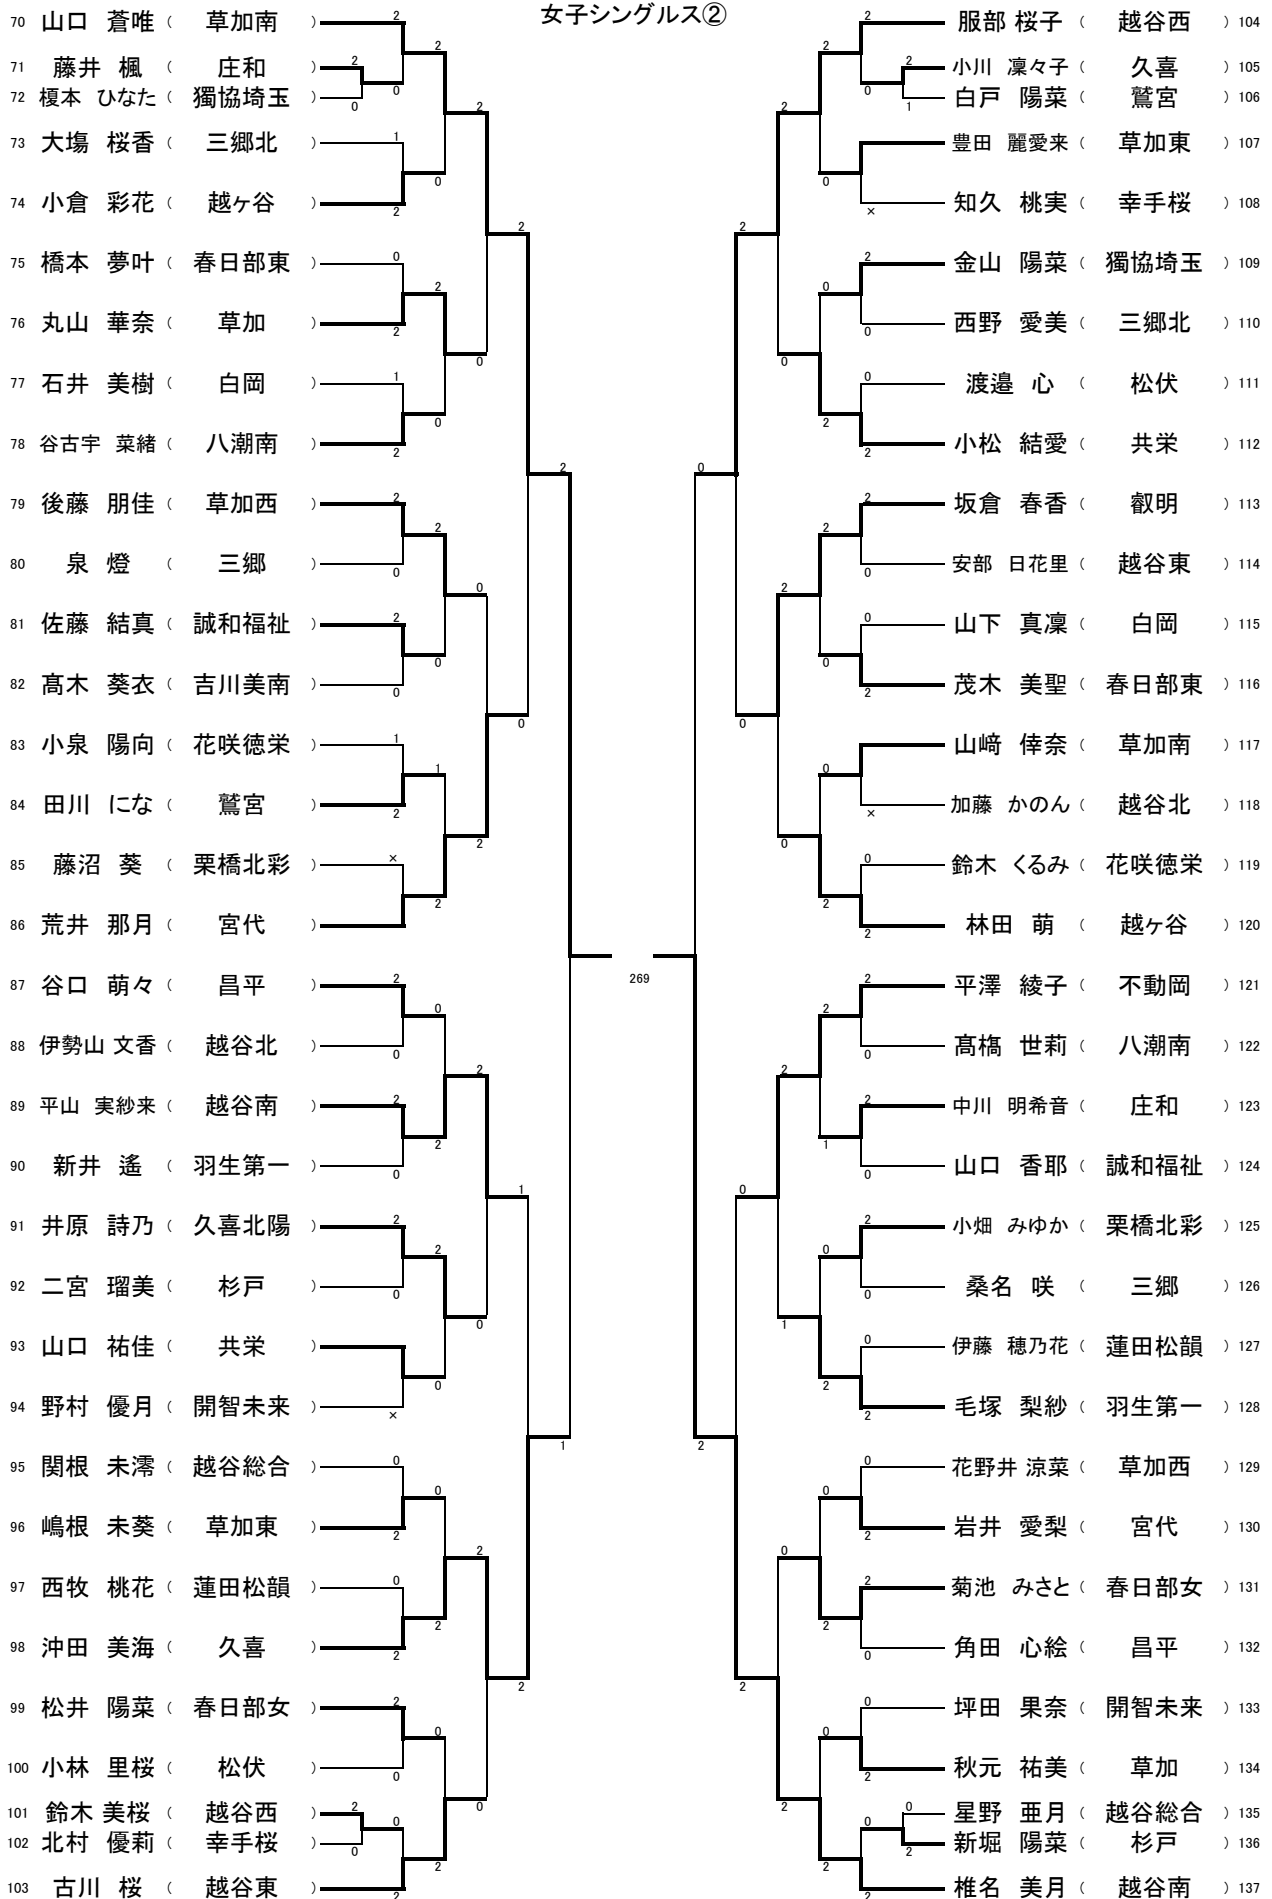 女子シングルス②
70 山口 蒼唯 ( 草加南 )
71 藤井 楓 ( 庄和 )
72 榎本 ひなた ( 獨協埼玉 )
73 大塲 桜香 ( 三郷北 )
74 小倉 彩花 ( 越ヶ谷 )
75 橋本 夢叶 ( 春日部東 )
76 丸山 華奈 ( 草加 )
77 石井 美樹 ( 白岡 )
78 谷古宇 菜緒 ( 八潮南 )
79 後藤 朋佳 ( 草加西 )
80 泉 燈 ( 三郷 )
81 佐藤 結真 ( 誠和福祉 )
82 髙木 葵衣 ( 吉川美南 )
83 小泉 陽向 ( 花咲徳栄 )
84 田川 にな ( 鷲宮 )
85 藤沼 葵 ( 栗橋北彩 )
86 荒井 那月 ( 宮代 )
87 谷口 萌々 ( 昌平 )
88 伊勢山 文香 ( 越谷北 )
89 平山 実紗来 ( 越谷南 )
90 新井 遙 ( 羽生第一 )
91 井原 詩乃 ( 久喜北陽 )
92 二宮 瑠美 ( 杉戸 )
93 山口 祐佳 ( 共栄 )
94 野村 優月 ( 開智未来 )
95 関根 未澪 ( 越谷総合 )
96 嶋根 未葵 ( 草加東 )
97 西牧 桃花 ( 蓮田松韻 )
98 沖田 美海 ( 久喜 )
99 松井 陽菜 ( 春日部女 )
100 小林 里桜 ( 松伏 )
101 鈴木 美桜 ( 越谷西 )
102 北村 優莉 ( 幸手桜 )
103 古川 桜 ( 越谷東 )
269
服部 桜子 ( 越谷西 ) 104
小川 凜々子 ( 久喜 ) 105
白戸 陽菜 ( 鷲宮 ) 106
豊田 麗愛来 ( 草加東 ) 107
知久 桃実 ( 幸手桜 ) 108
金山 陽菜 ( 獨協埼玉 ) 109
西野 愛美 ( 三郷北 ) 110
渡邉 心 ( 松伏 ) 111
小松 結愛 ( 共栄 ) 112
坂倉 春香 ( 叡明 ) 113
安部 日花里 ( 越谷東 ) 114
山下 真凜 ( 白岡 ) 115
茂木 美聖 ( 春日部東 ) 116
山﨑 倖奈 ( 草加南 ) 117
加藤 かのん ( 越谷北 ) 118
鈴木 くるみ ( 花咲徳栄 ) 119
林田 萌 ( 越ヶ谷 ) 120
平澤 綾子 ( 不動岡 ) 121
髙槗 世莉 ( 八潮南 ) 122
中川 明希音 ( 庄和 ) 123
山口 香耶 ( 誠和福祉 ) 124
小畑 みゆか ( 栗橋北彩 ) 125
桑名 咲 ( 三郷 ) 126
伊藤 穂乃花 ( 蓮田松韻 ) 127
毛塚 梨紗 ( 羽生第一 ) 128
花野井 涼菜 ( 草加西 ) 129
岩井 愛梨 ( 宮代 ) 130
菊池 みさと ( 春日部女 ) 131
角田 心絵 ( 昌平 ) 132
坪田 果奈 ( 開智未来 ) 133
秋元 祐美 ( 草加 ) 134
星野 亜月 ( 越谷総合 ) 135
新堀 陽菜 ( 杉戸 ) 136
椎名 美月 ( 越谷南 ) 137